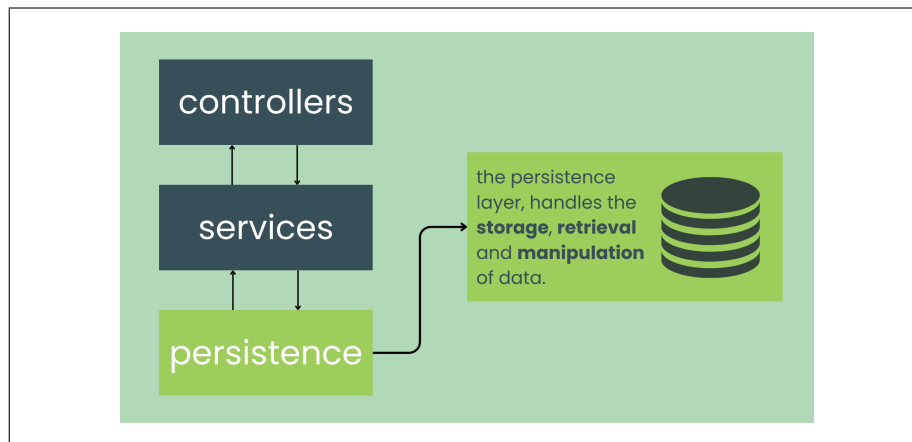 controllers
services
persistence
the persistence
layer, handles the
storage, retrieval
and manipulation
of data.